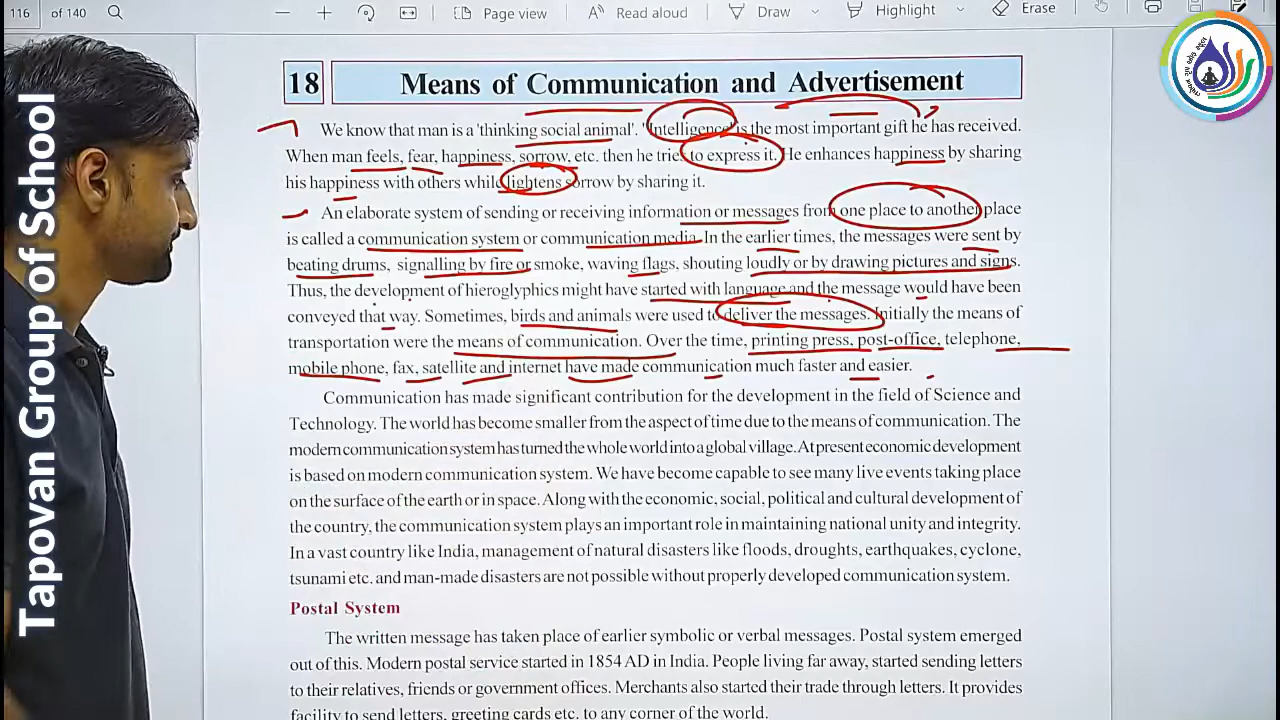 116 of 140
Page view
Read aloud
Draw
Highlight
Erase
Tapovan Group of School
18 Means of Communication and Advertisement
We know that man is a 'thinking social animal'. 'Intelligence' is the most important gift he has received.
When man feels, fear, happiness, sorrow, etc. then he tries to express it. He enhances happiness by sharing
his happiness with others while lightens sorrow by sharing it.
An elaborate system of sending or receiving information or messages from one place to another place
is called a communication system or communication media. In the earlier times, the messages were sent by
beating drums, signalling by fire or smoke, waving flags, shouting loudly or by drawing pictures and signs.
Thus, the development of hieroglyphics might have started with language and the message would have been
conveyed that way. Sometimes, birds and animals were used to deliver the messages. Initially the means of
transportation were the means of communication. Over the time, printing press, post-office, telephone,
mobile phone, fax, satellite and internet have made communication much faster and easier.
Communication has made significant contribution for the development in the field of Science and
Technology. The world has become smaller from the aspect of time due to the means of communication. The
modern communication system has turned the whole world into a global village. At present economic development
is based on modern communication system. We have become capable to see many live events taking place
on the surface of the earth or in space. Along with the economic, social, political and cultural development of
the country, the communication system plays an important role in maintaining national unity and integrity.
In a vast country like India, management of natural disasters like floods, droughts, earthquakes, cyclone,
tsunami etc. and man-made disasters are not possible without properly developed communication system.
Postal System
The written message has taken place of earlier symbolic or verbal messages. Postal system emerged
out of this. Modern postal service started in 1854 AD in India. People living far away, started sending letters
to their relatives, friends or government offices. Merchants also started their trade through letters. It provides
facility to send letters, greeting cards etc. to any corner of the world.